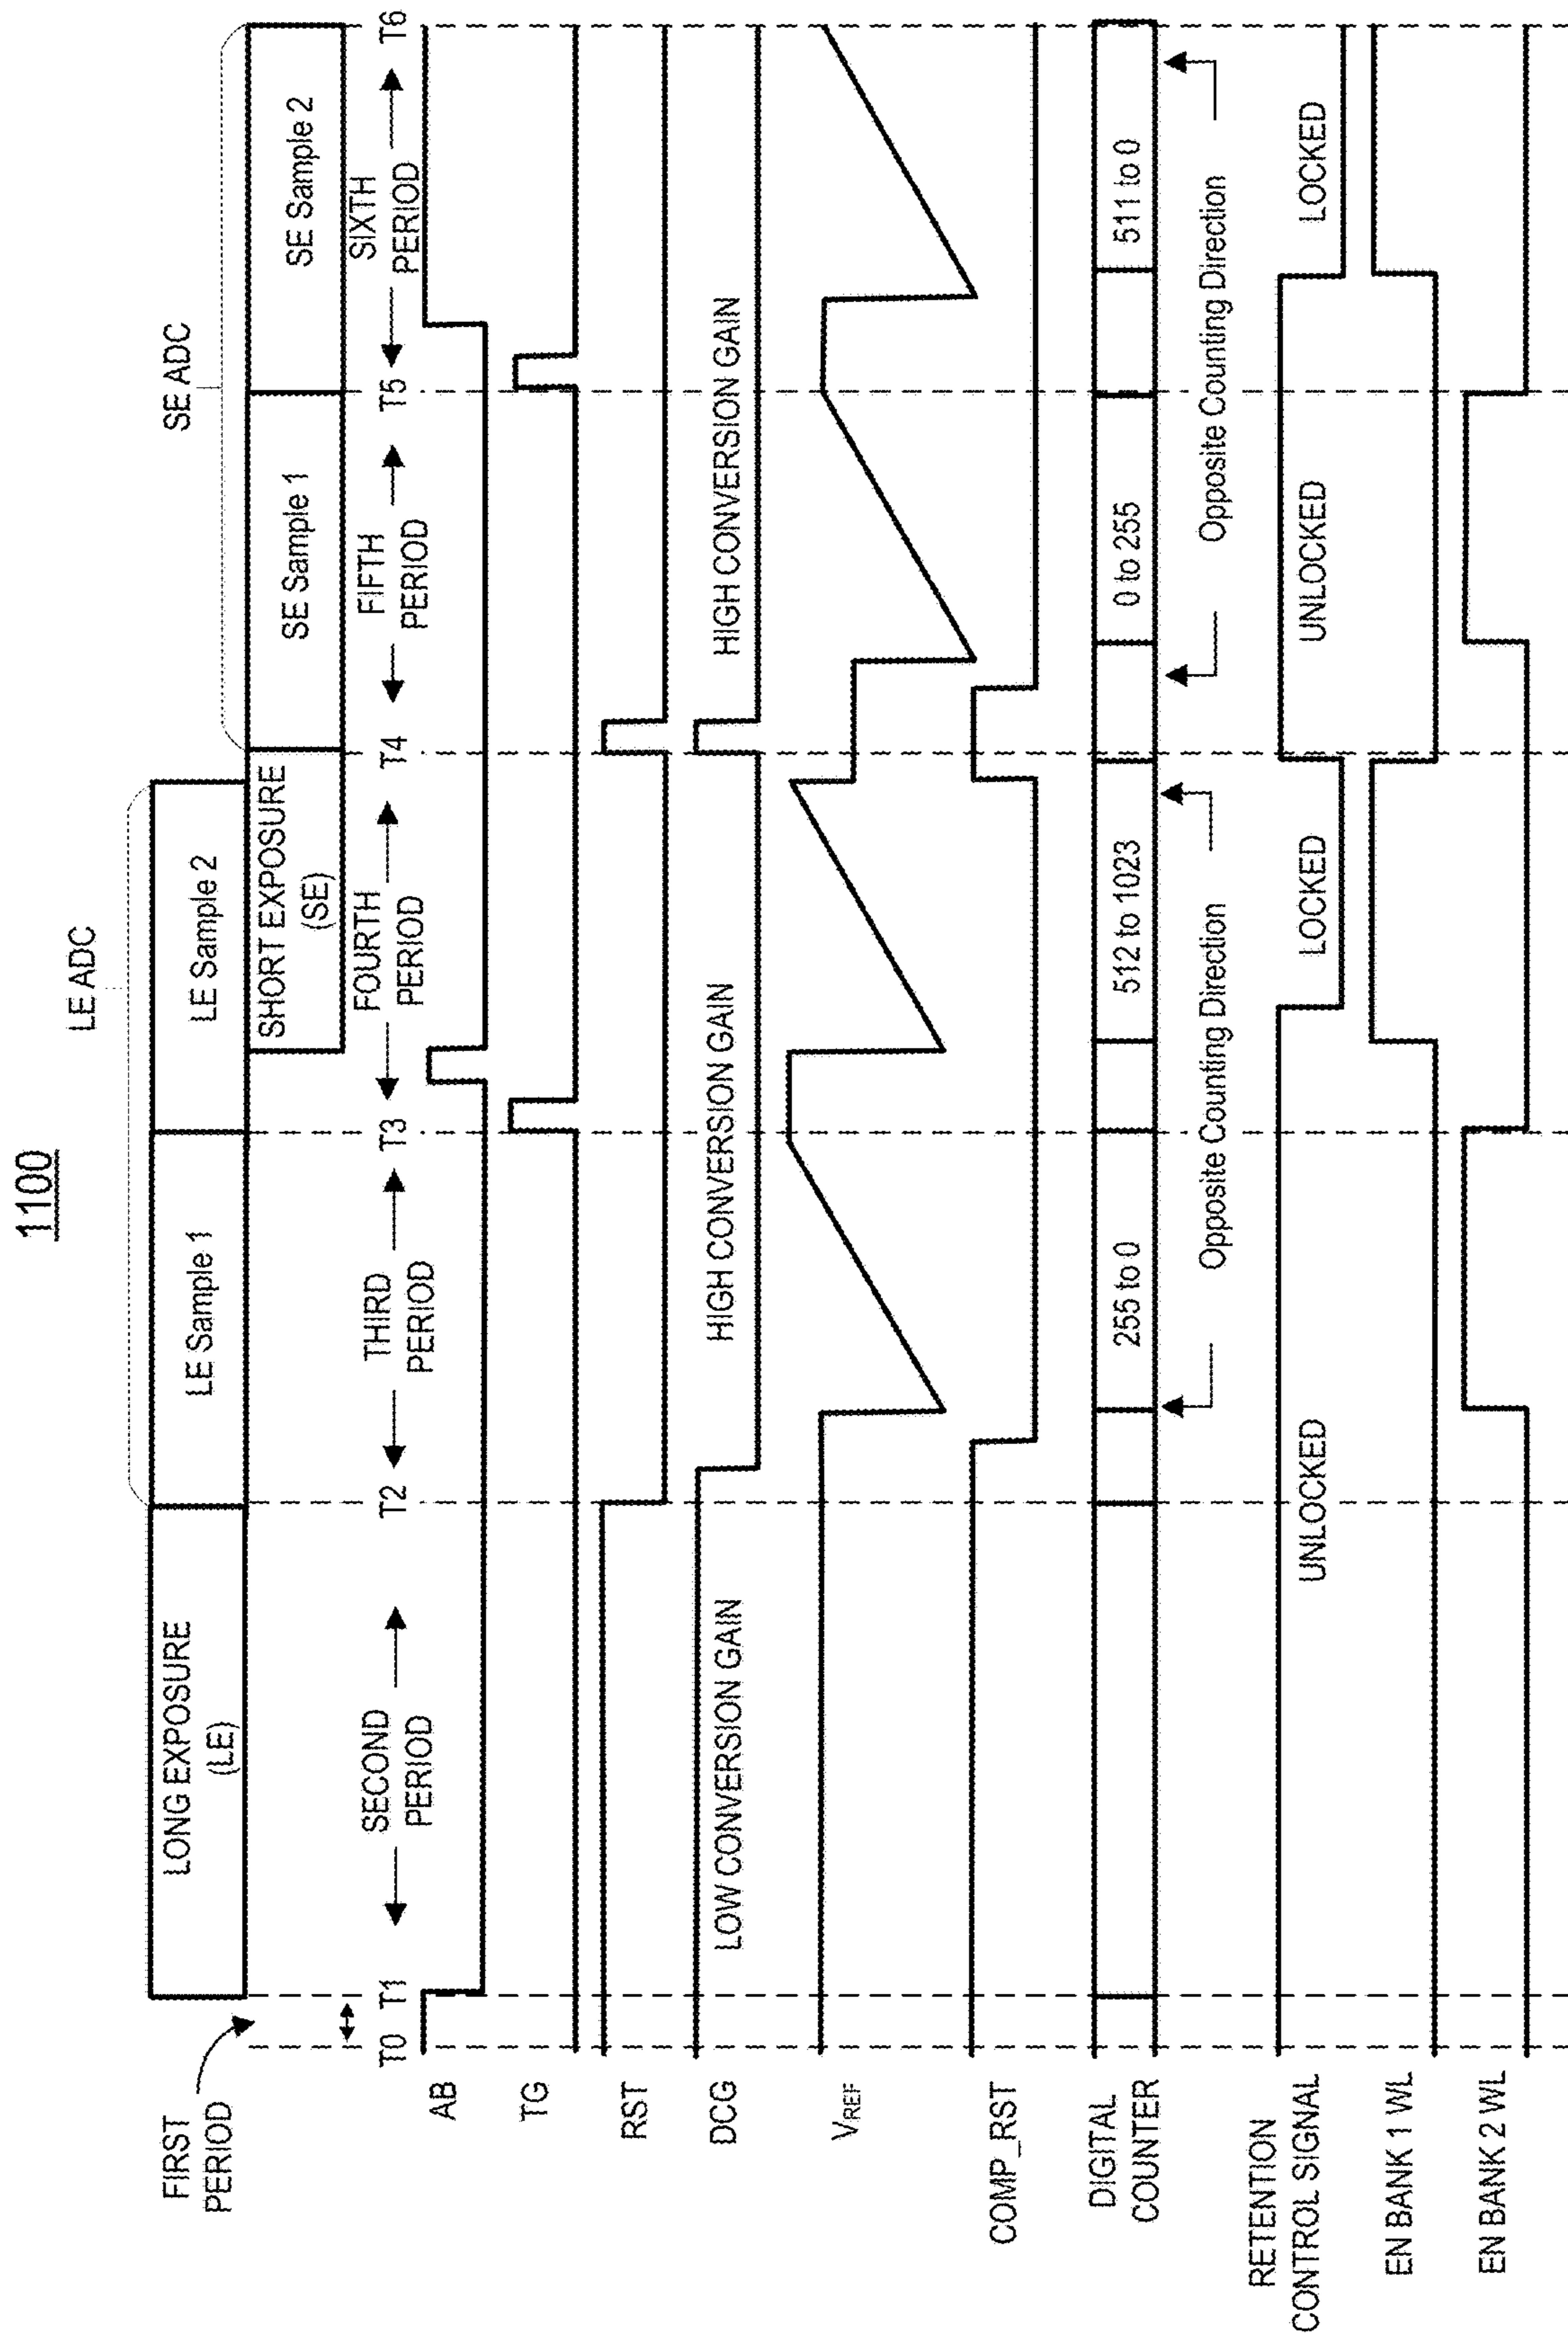 1100
LE ADC
SE ADC
FIRST
PERIOD
LONG EXPOSURE
(LE)
LE Sample 1
LE Sample 2
SHORT EXPOSURE
(SE)
SE Sample 1
SE Sample 2
SECOND
PERIOD
THIRD
PERIOD
FOURTH
PERIOD
FIFTH
PERIOD
SIXTH
PERIOD
T0 T1 T2 T3 T4 T5 T6
AB
TG
RST
DCG
LOW CONVERSION GAIN
HIGH CONVERSION GAIN
HIGH CONVERSION GAIN
VREF
COMP_RST
DIGITAL
COUNTER
255 to 0
512 to 1023
0 to 255
511 to 0
Opposite Counting Direction
Opposite Counting Direction
RETENTION
CONTROL SIGNAL
UNLOCKED
LOCKED
UNLOCKED
LOCKED
EN BANK 1 WL
EN BANK 2 WL